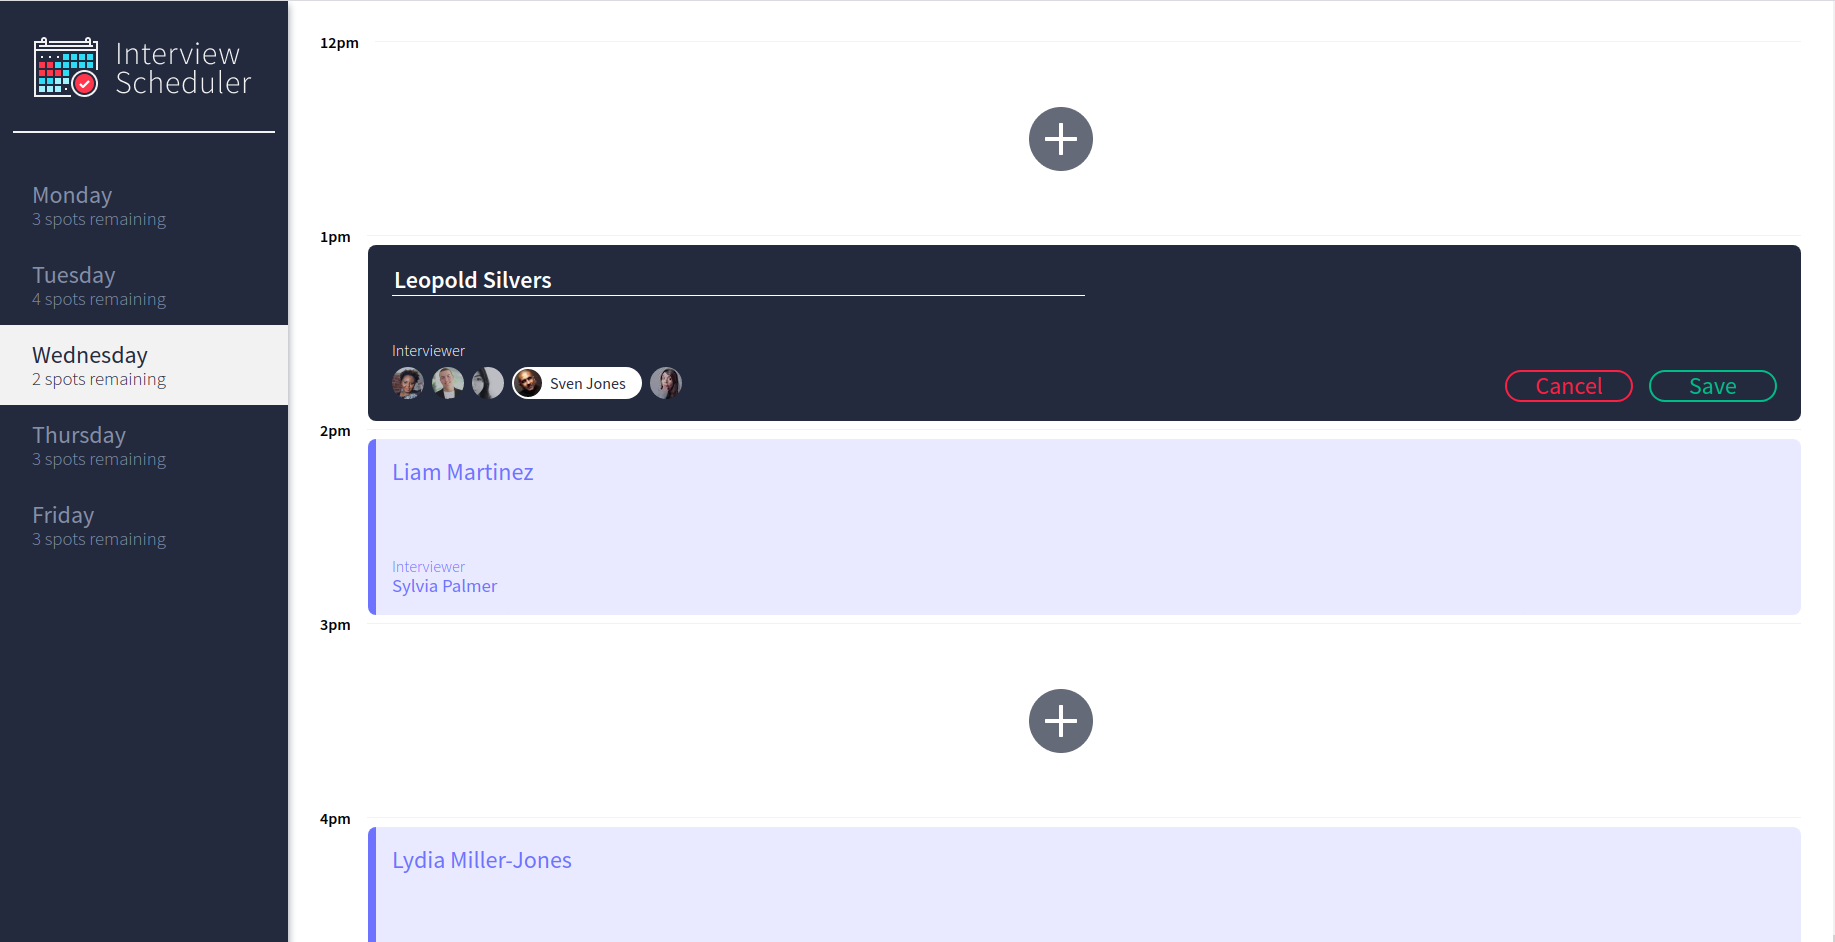 Interview
Scheduler
Monday
3 spots remaining
Tuesday
4 spots remaining
Wednesday
2 spots remaining
Thursday
3 spots remaining
Friday
3 spots remaining
12pm
1pm
Leopold Silvers
Interviewer
Sven Jones
Cancel
Save
2pm
Liam Martinez
Interviewer
Sylvia Palmer
3pm
4pm
Lydia Miller-Jones